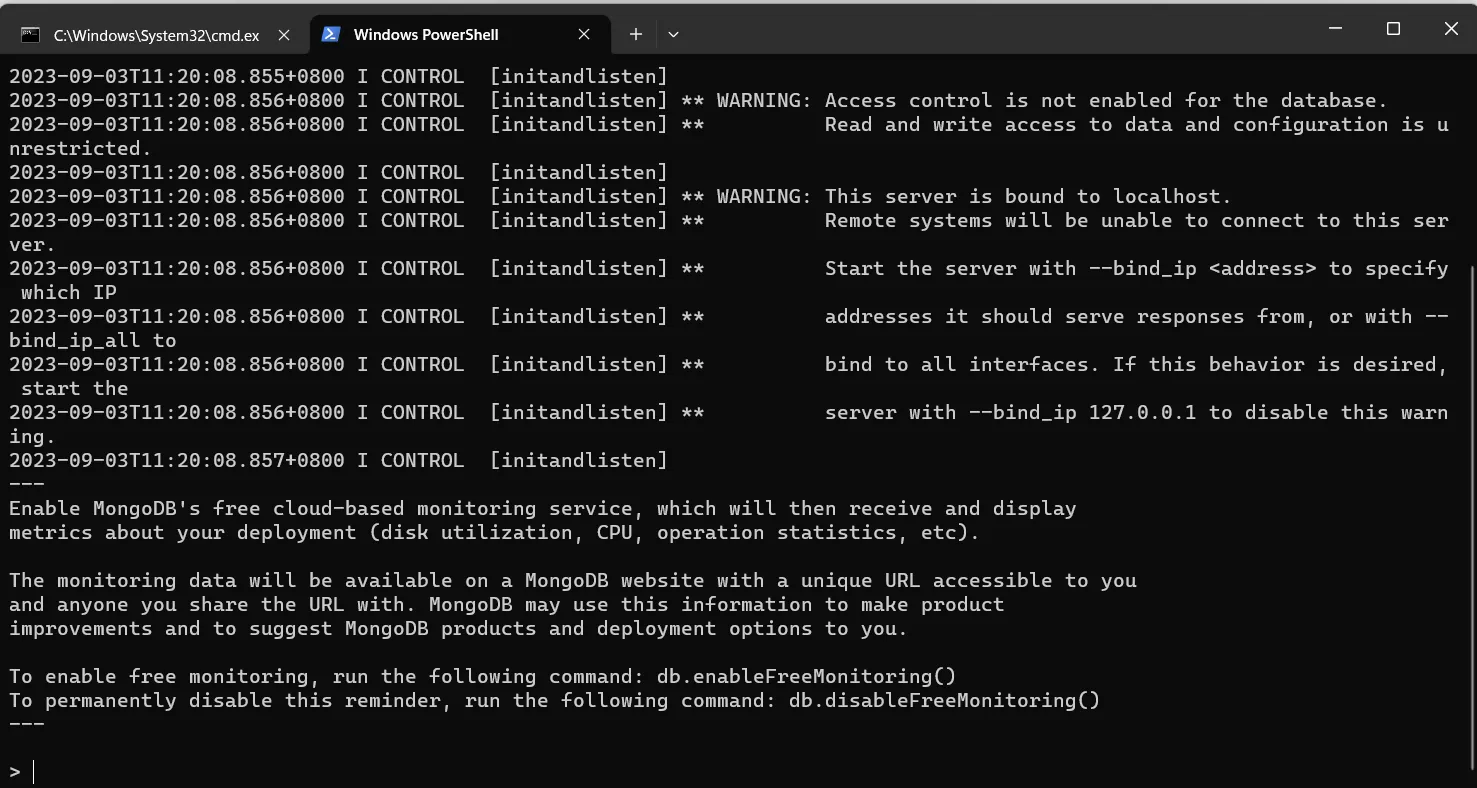 C:\Windows\System32\cmd.ex
Windows PowerShell
2023-09-03T11:20:08.855+0800 I CONTROL  [initandlisten]
2023-09-03T11:20:08.856+0800 I CONTROL  [initandlisten] ** WARNING: Access control is not enabled for the database.
2023-09-03T11:20:08.856+0800 I CONTROL  [initandlisten] **          Read and write access to data and configuration is u
nrestricted.
2023-09-03T11:20:08.856+0800 I CONTROL  [initandlisten]
2023-09-03T11:20:08.856+0800 I CONTROL  [initandlisten] ** WARNING: This server is bound to localhost.
2023-09-03T11:20:08.856+0800 I CONTROL  [initandlisten] **          Remote systems will be unable to connect to this ser
ver.
2023-09-03T11:20:08.856+0800 I CONTROL  [initandlisten] **          Start the server with --bind_ip <address> to specify
 which IP
2023-09-03T11:20:08.856+0800 I CONTROL  [initandlisten] **          addresses it should serve responses from, or with --
bind_ip_all to
2023-09-03T11:20:08.856+0800 I CONTROL  [initandlisten] **          bind to all interfaces. If this behavior is desired,
 start the
2023-09-03T11:20:08.856+0800 I CONTROL  [initandlisten] **          server with --bind_ip 127.0.0.1 to disable this warn
ing.
2023-09-03T11:20:08.857+0800 I CONTROL  [initandlisten]
---
Enable MongoDB's free cloud-based monitoring service, which will then receive and display
metrics about your deployment (disk utilization, CPU, operation statistics, etc).
The monitoring data will be available on a MongoDB website with a unique URL accessible to you
and anyone you share the URL with. MongoDB may use this information to make product
improvements and to suggest MongoDB products and deployment options to you.
To enable free monitoring, run the following command: db.enableFreeMonitoring()
To permanently disable this reminder, run the following command: db.disableFreeMonitoring()
---
>